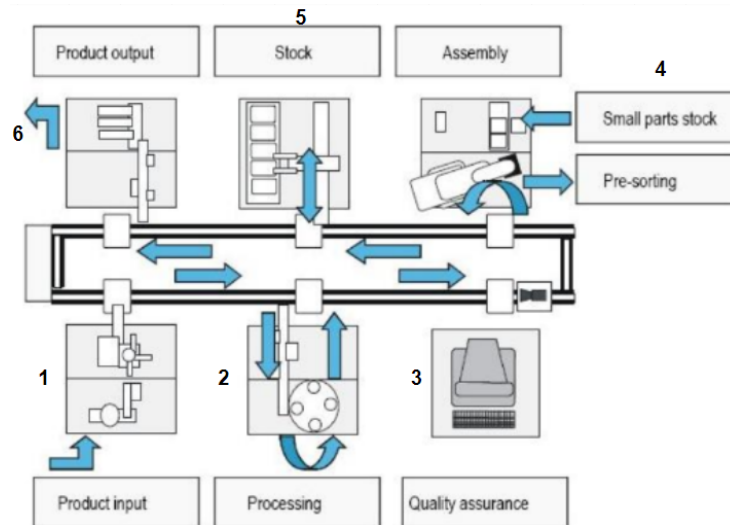 5
Product output
Stock
Assembly
4
6
Small parts stock
Pre-sorting
1
2
3
Product input
Processing
Quality assurance